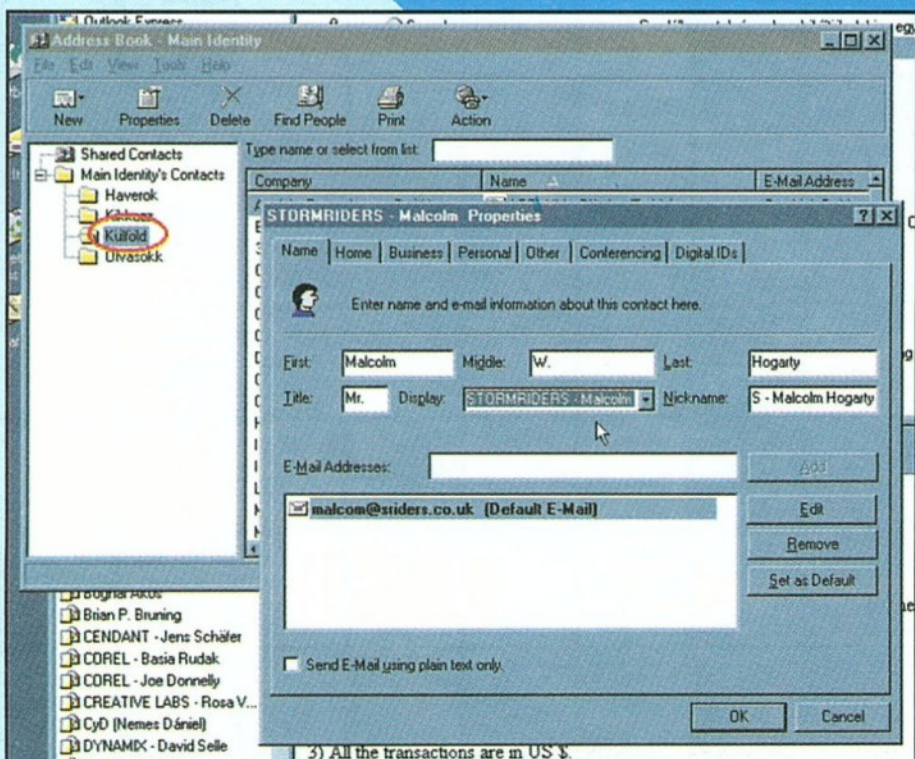 Outlook Express
Address Book - Main Identity
File Edit View Tools Help
New Properties Delete Find People Print Action
Shared Contacts
Main Identity's Contacts
Haverok
Külföld
Olvasokk
Type name or select from list:
Company Name E-Mail Address
STORMRIDERS - Malcolm Properties
Name Home Business Personal Other Conferencing Digital IDs
Enter name and e-mail information about this contact here.
First: Malcolm Middle: W. Last: Hogarty
Title: Mr. Display: STORMRIDERS - Malcolm Nickname: S - Malcolm Hogarty
E-Mail Addresses: Add
malcom@sriders.co.uk (Default E-Mail)
Edit
Remove
Set as Default
Send E-Mail using plain text only.
OK Cancel
Boghai Akos
Brian P. Bruning
CENDANT - Jens Schäfer
COREL - Basia Rudak
COREL - Joe Donnelly
CREATIVE LABS - Rosa V...
CyD (Nemes Dániel)
DYNAMIX - David Selle
3) All the transactions are in US $.